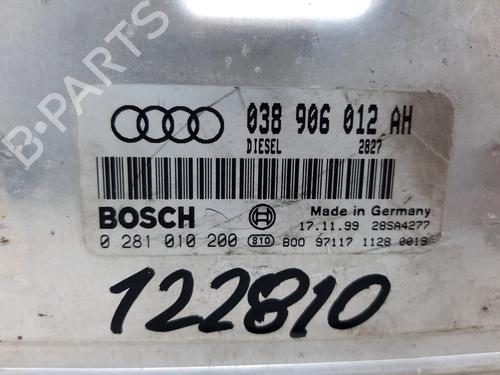 038 906 012 AH
DIESEL 2827
BOSCH
Made in Germany
17.11.99 28SA4277
0 281 010 200 810 800 97117 1128 0019
122810
B-PARTS